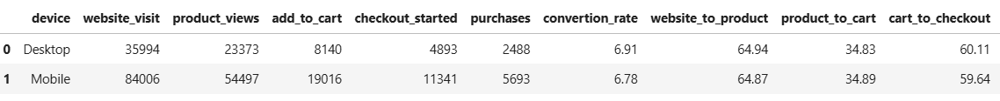 device website_visit product_views add_to_cart checkout_started purchases convertion_rate website_to_product product_to_cart cart_to_checkout
0 Desktop 35994 23373 8140 4893 2488 6.91 64.94 34.83 60.11
1 Mobile 84006 54497 19016 11341 5693 6.78 64.87 34.89 59.64